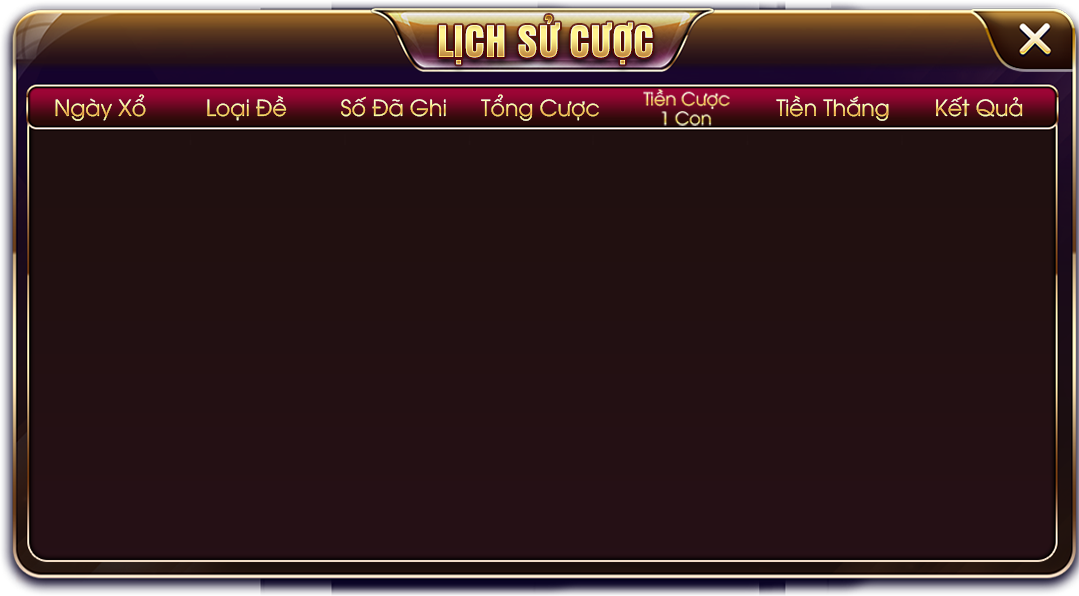 LỊCH SỬ CƯỢC
Ngày Xổ Loại Đề Số Đã Ghi Tổng Cược Tiền Cược 1 Con Tiền Thắng Kết Quả